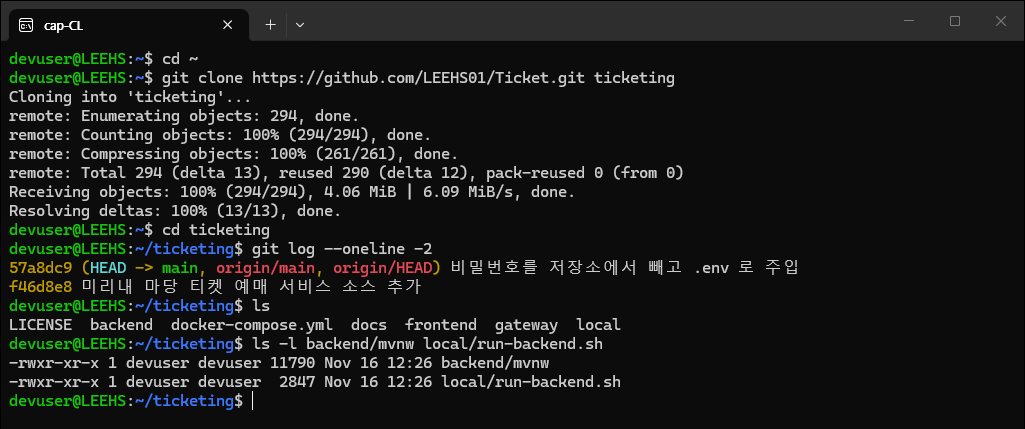 cap-CL
devuser@LEEHS:~$ cd ~
devuser@LEEHS:~$ git clone https://github.com/LEEHS01/Ticket.git ticketing
Cloning into 'ticketing'...
remote: Enumerating objects: 294, done.
remote: Counting objects: 100% (294/294), done.
remote: Compressing objects: 100% (261/261), done.
remote: Total 294 (delta 13), reused 290 (delta 12), pack-reused 0 (from 0)
Receiving objects: 100% (294/294), 4.06 MiB | 6.09 MiB/s, done.
Resolving deltas: 100% (13/13), done.
devuser@LEEHS:~$ cd ticketing
devuser@LEEHS:~/ticketing$ git log --oneline -2
57a8dc9 (HEAD -> main, origin/main, origin/HEAD) 비밀번호를 저장소에서 빼고 .env 로 주입
f46d8e8 미리내 마당 티켓 예매 서비스 소스 추가
devuser@LEEHS:~/ticketing$ ls
LICENSE  backend  docker-compose.yml  docs  frontend  gateway  local
devuser@LEEHS:~/ticketing$ ls -l backend/mvnw local/run-backend.sh
-rwxr-xr-x 1 devuser devuser 11790 Nov 16 12:26 backend/mvnw
-rwxr-xr-x 1 devuser devuser  2847 Nov 16 12:26 local/run-backend.sh
devuser@LEEHS:~/ticketing$